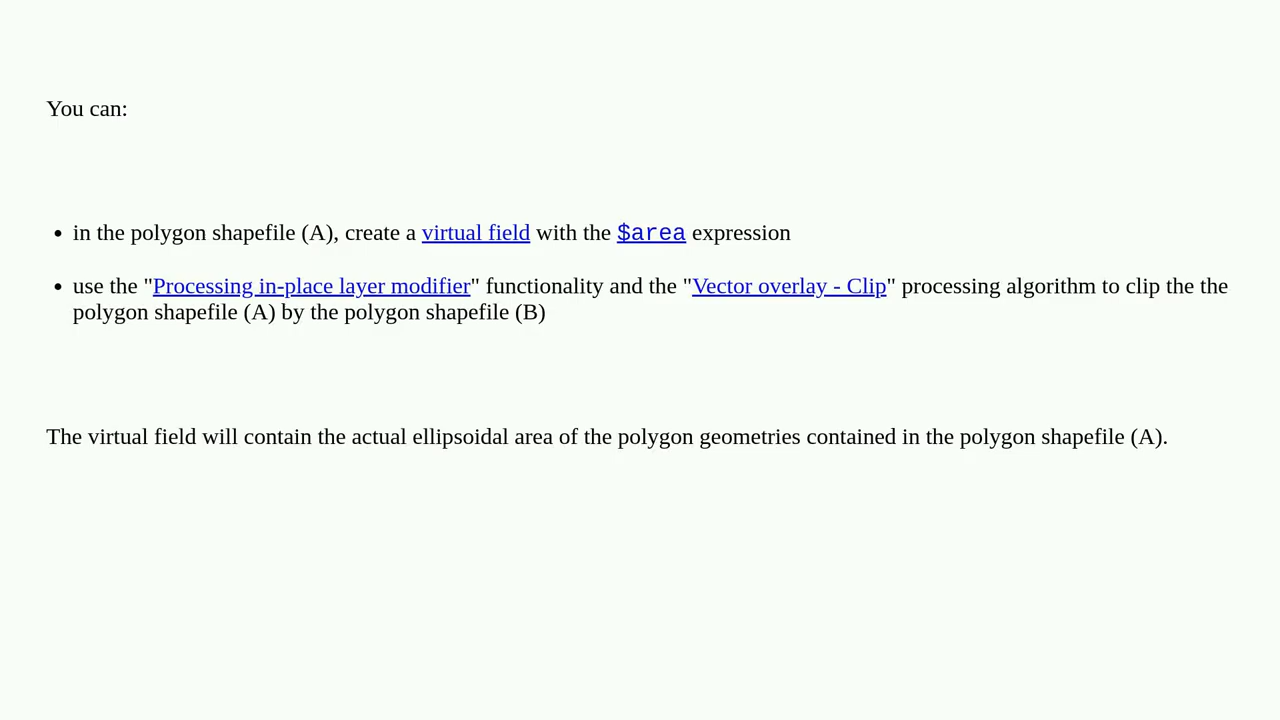 You can:
• in the polygon shapefile (A), create a virtual field with the $area expression
• use the "Processing in-place layer modifier" functionality and the "Vector overlay - Clip" processing algorithm to clip the the
polygon shapefile (A) by the polygon shapefile (B)
The virtual field will contain the actual ellipsoidal area of the polygon geometries contained in the polygon shapefile (A).